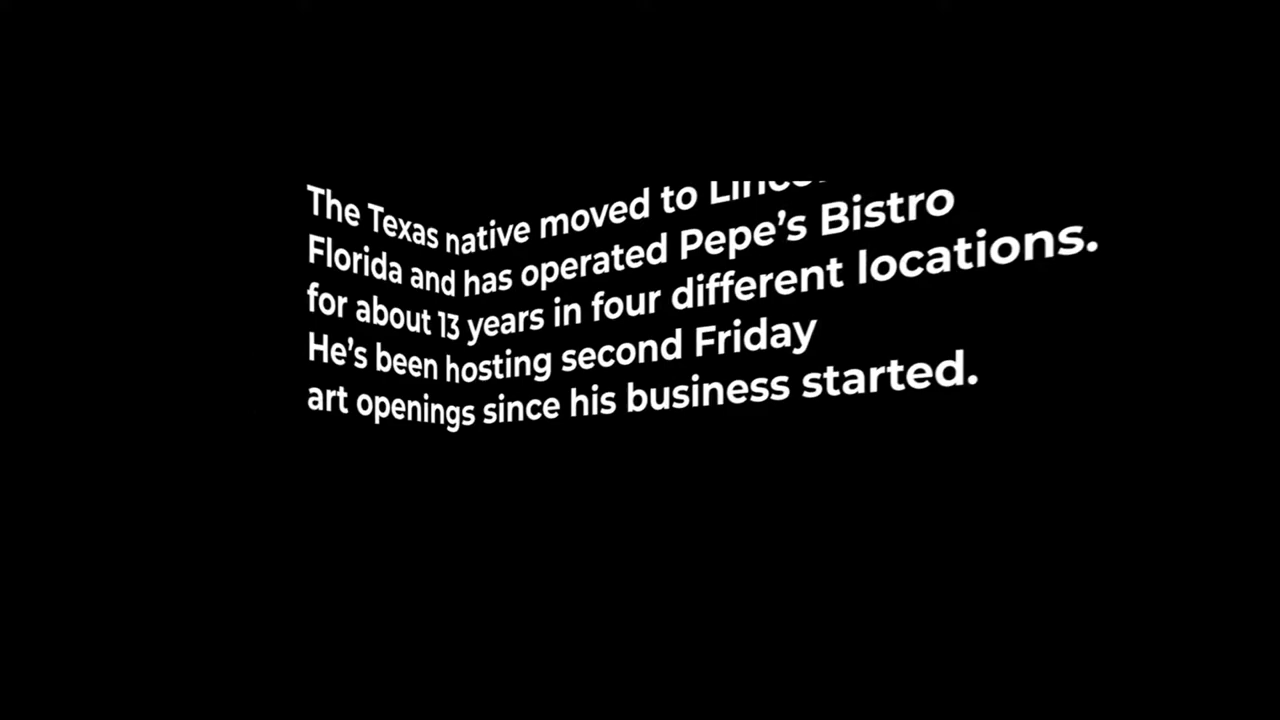 The Texas native moved to
Florida and has operated Pepe’s Bistro
for about 13 years in four different locations.
He’s been hosting second Friday
art openings since his business started.